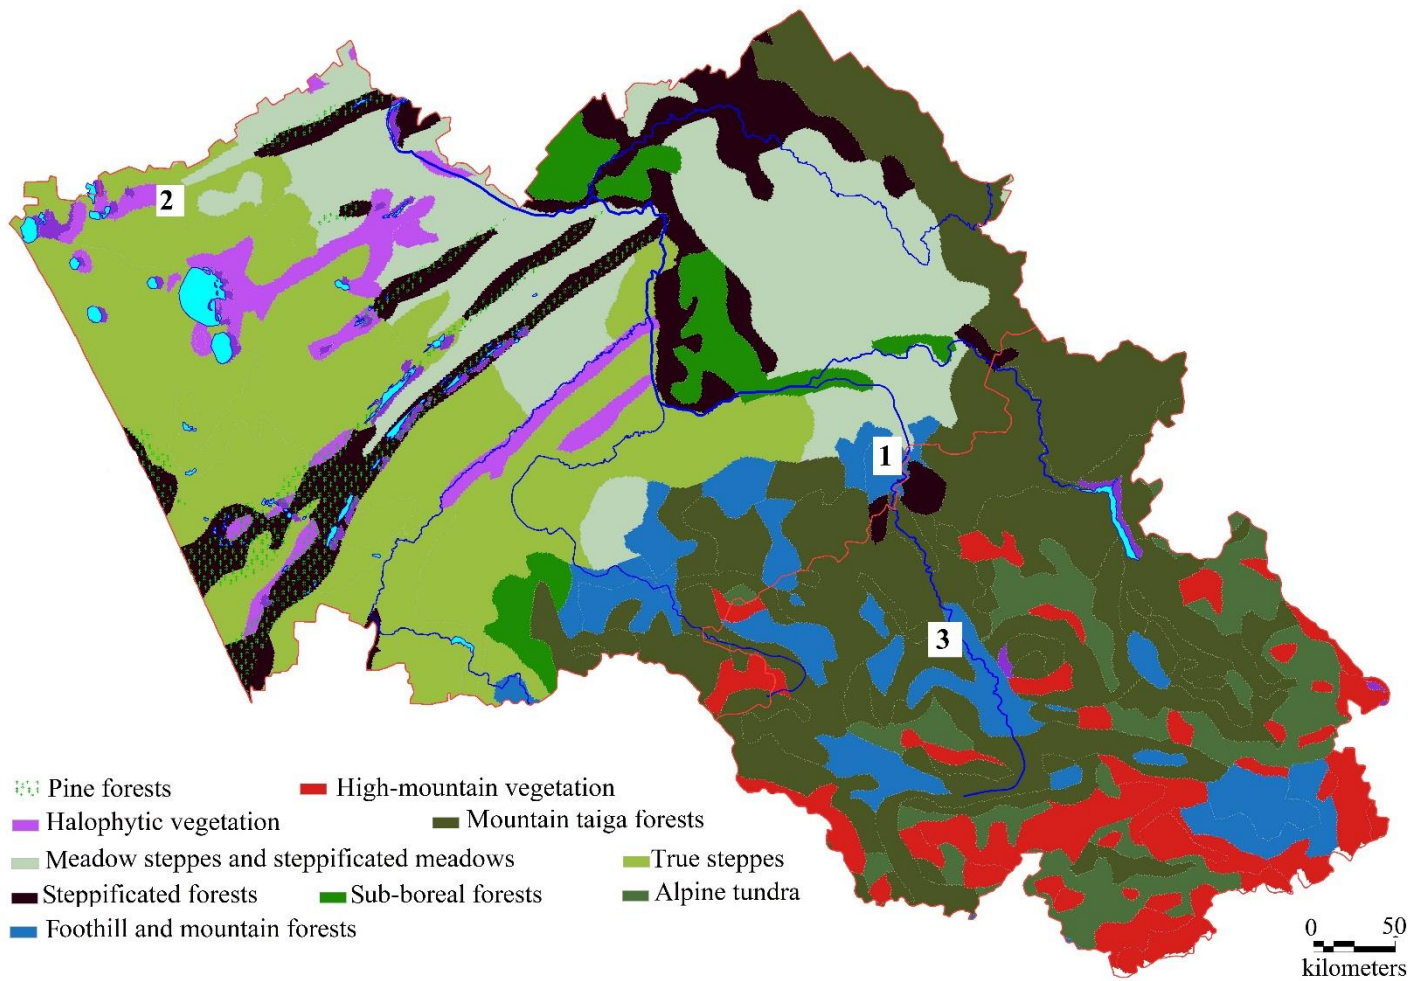 2
1
3
Pine forests
High-mountain vegetation
Halophytic vegetation
Mountain taiga forests
Meadow steppes and steppificated meadows
True steppes
Steppificated forests
Sub-boreal forests
Alpine tundra
Foothill and mountain forests
0 50
kilometers